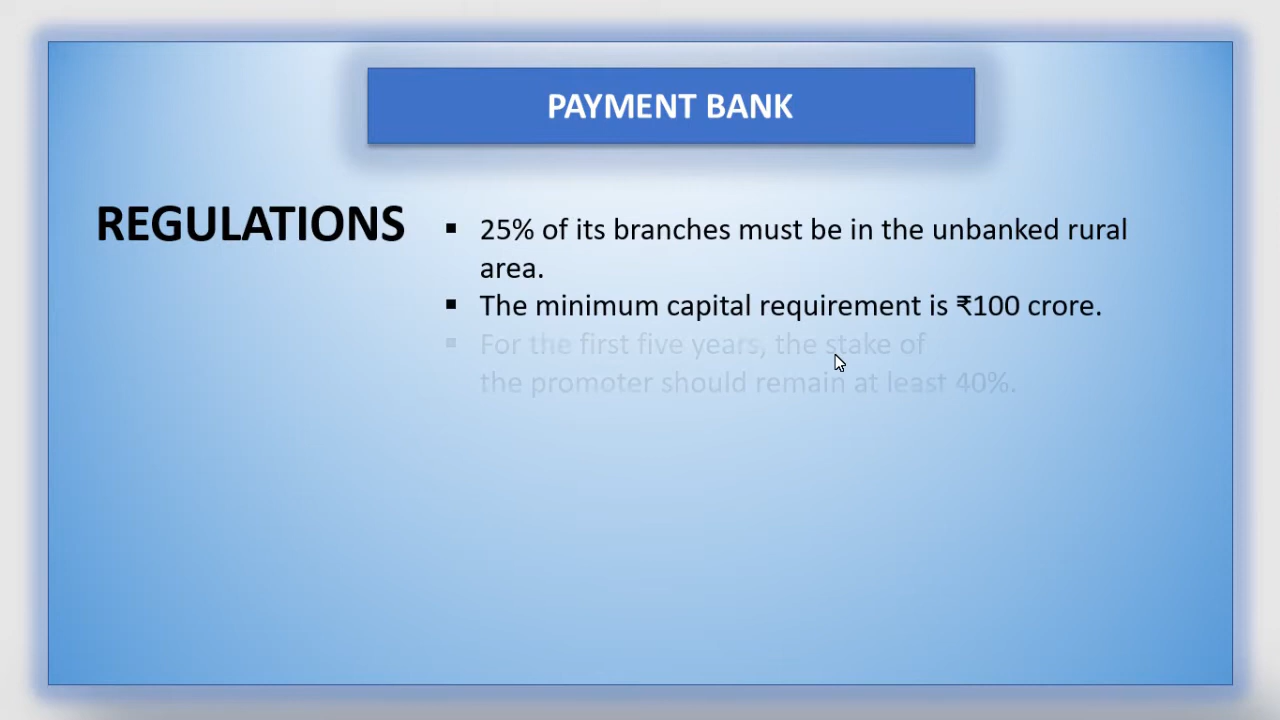 PAYMENT BANK
REGULATIONS
▪ 25% of its branches must be in the unbanked rural
area.
▪ The minimum capital requirement is ₹100 crore.
▪ For the first five years, the stake of
the promoter should remain at least 40%.